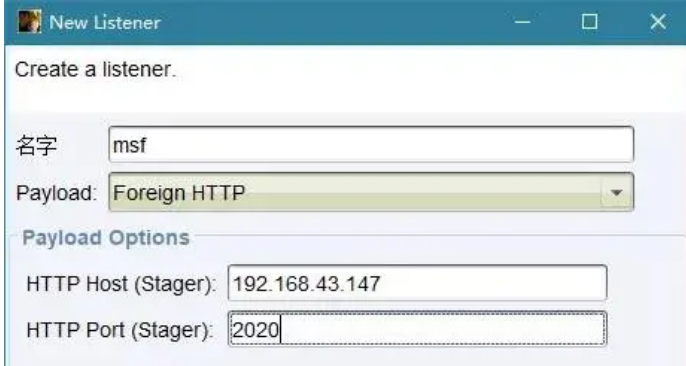 New Listener
Create a listener.
名字 msf
Payload: Foreign HTTP
Payload Options
HTTP Host (Stager): 192.168.43.147
HTTP Port (Stager): 2020